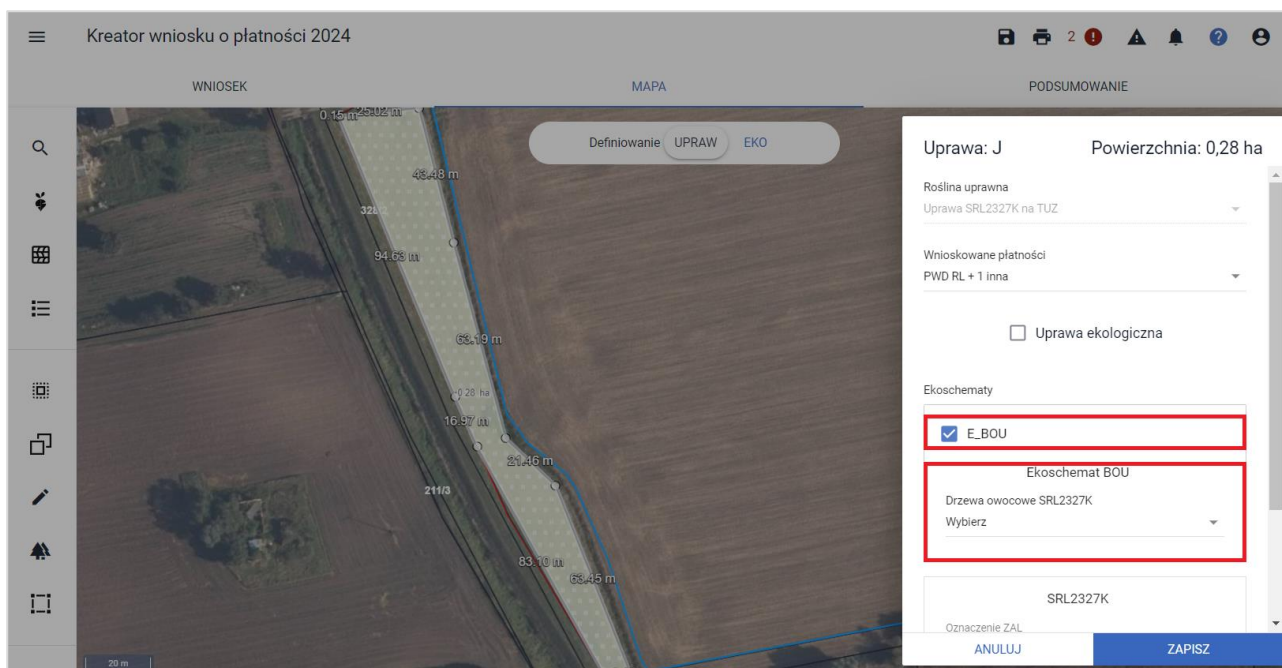 Kreator wniosku o płatności 2024
2
WNIOSEK
MAPA
PODSUMOWANIE
Definiowanie UPRAW EKO
0.15 m
25.02 m
43.48 m
94.63 m
63.19 m
0.28 ha
16.97 m
21.46 m
211/3
83.10 m
63.45 m
20 m
Uprawa: J Powierzchnia: 0,28 ha
Roślina uprawna
Uprawa SRL2327K na TUZ
Wnioskowane płatności
PWD RL + 1 inna
Uprawa ekologiczna
Ekoschematy
E_BOU
Ekoschemat BOU
Drzewa owocowe SRL2327K
Wybierz
SRL2327K
Oznaczenie ZAL
ANULUJ ZAPISZ